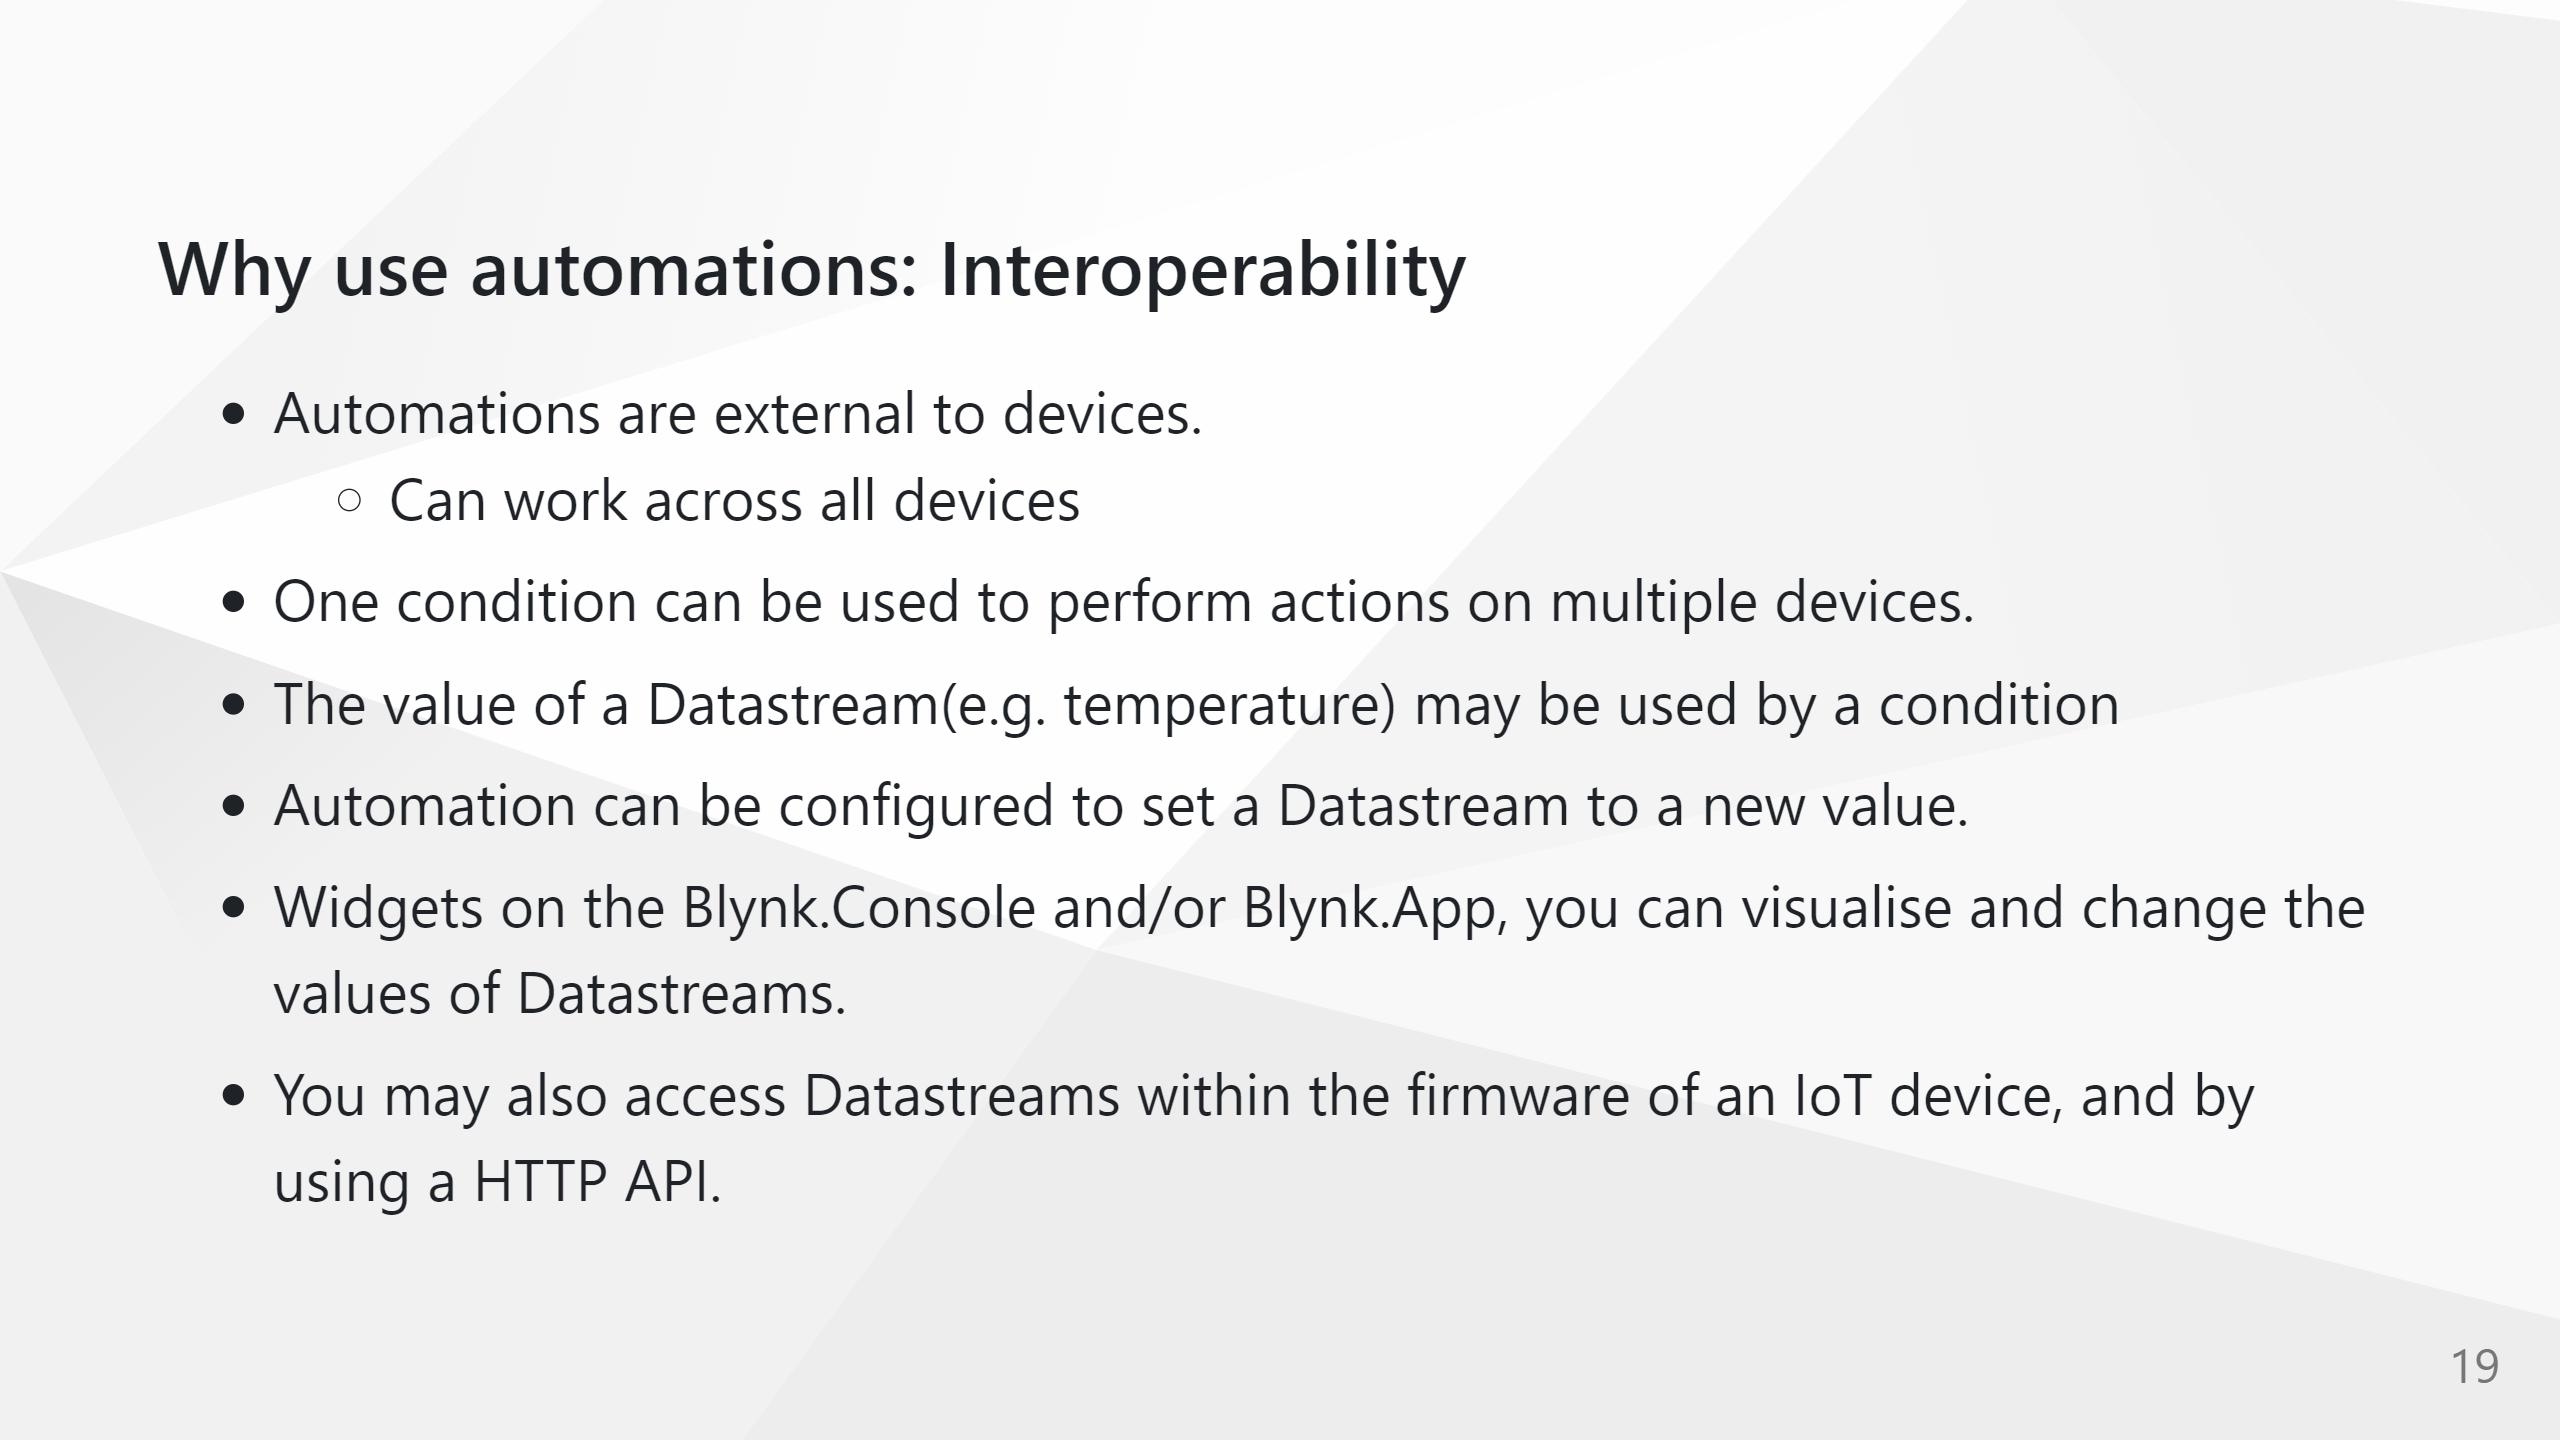 Why use automations: Interoperability
Automations are external to devices.
Can work across all devices
One condition can be used to perform actions on multiple devices.
The value of a Datastream(e.g. temperature) may be used by a condition
Automation can be configured to set a Datastream to a new value.
Widgets on the Blynk.Console and/or Blynk.App, you can visualise and change the
values of Datastreams.
You may also access Datastreams within the firmware of an IoT device, and by
using a HTTP API.
19